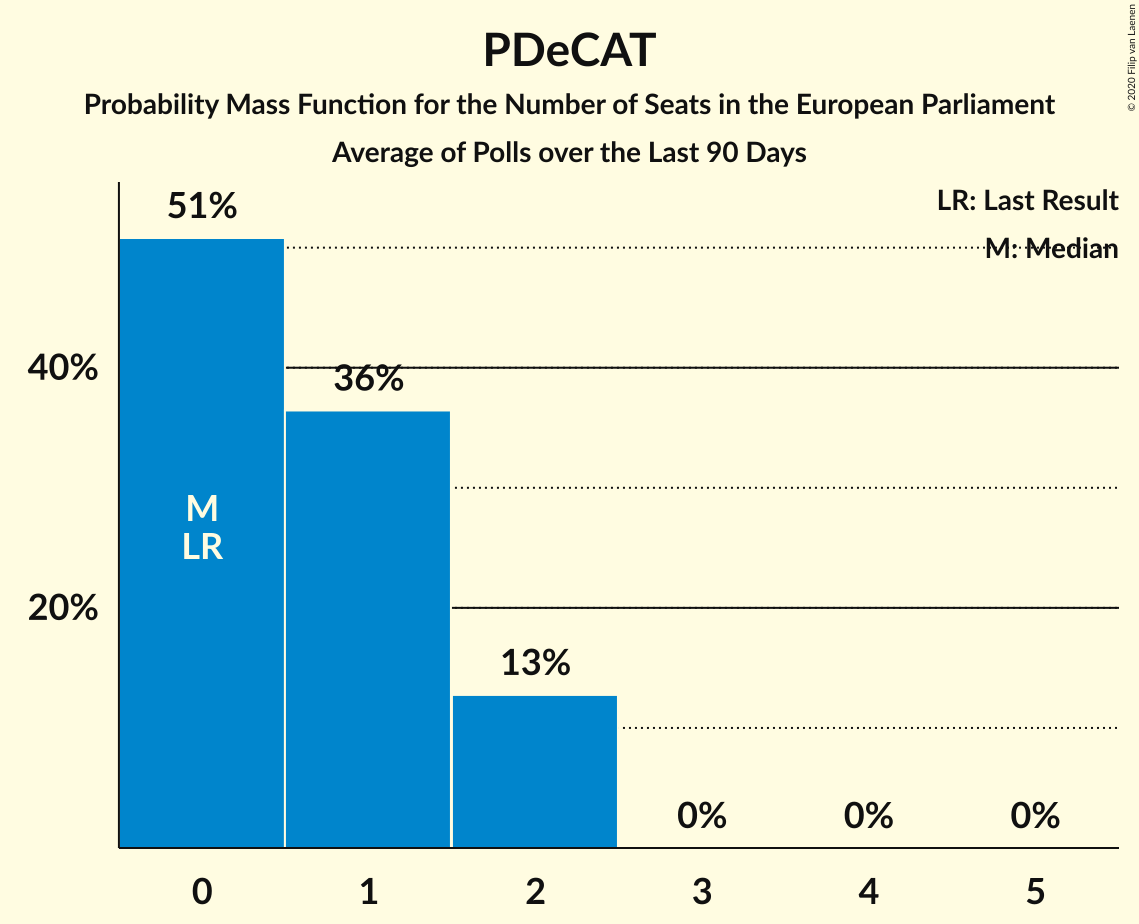 PDeCAT
Probability Mass Function for the Number of Seats in the European Parliament
Average of Polls over the Last 90 Days
© 2020 Filip van Laenen
LR: Last Result
M: Median
51%
40%
36%
M
LR
20%
13%
0%
0%
0%
0
1
2
3
4
5